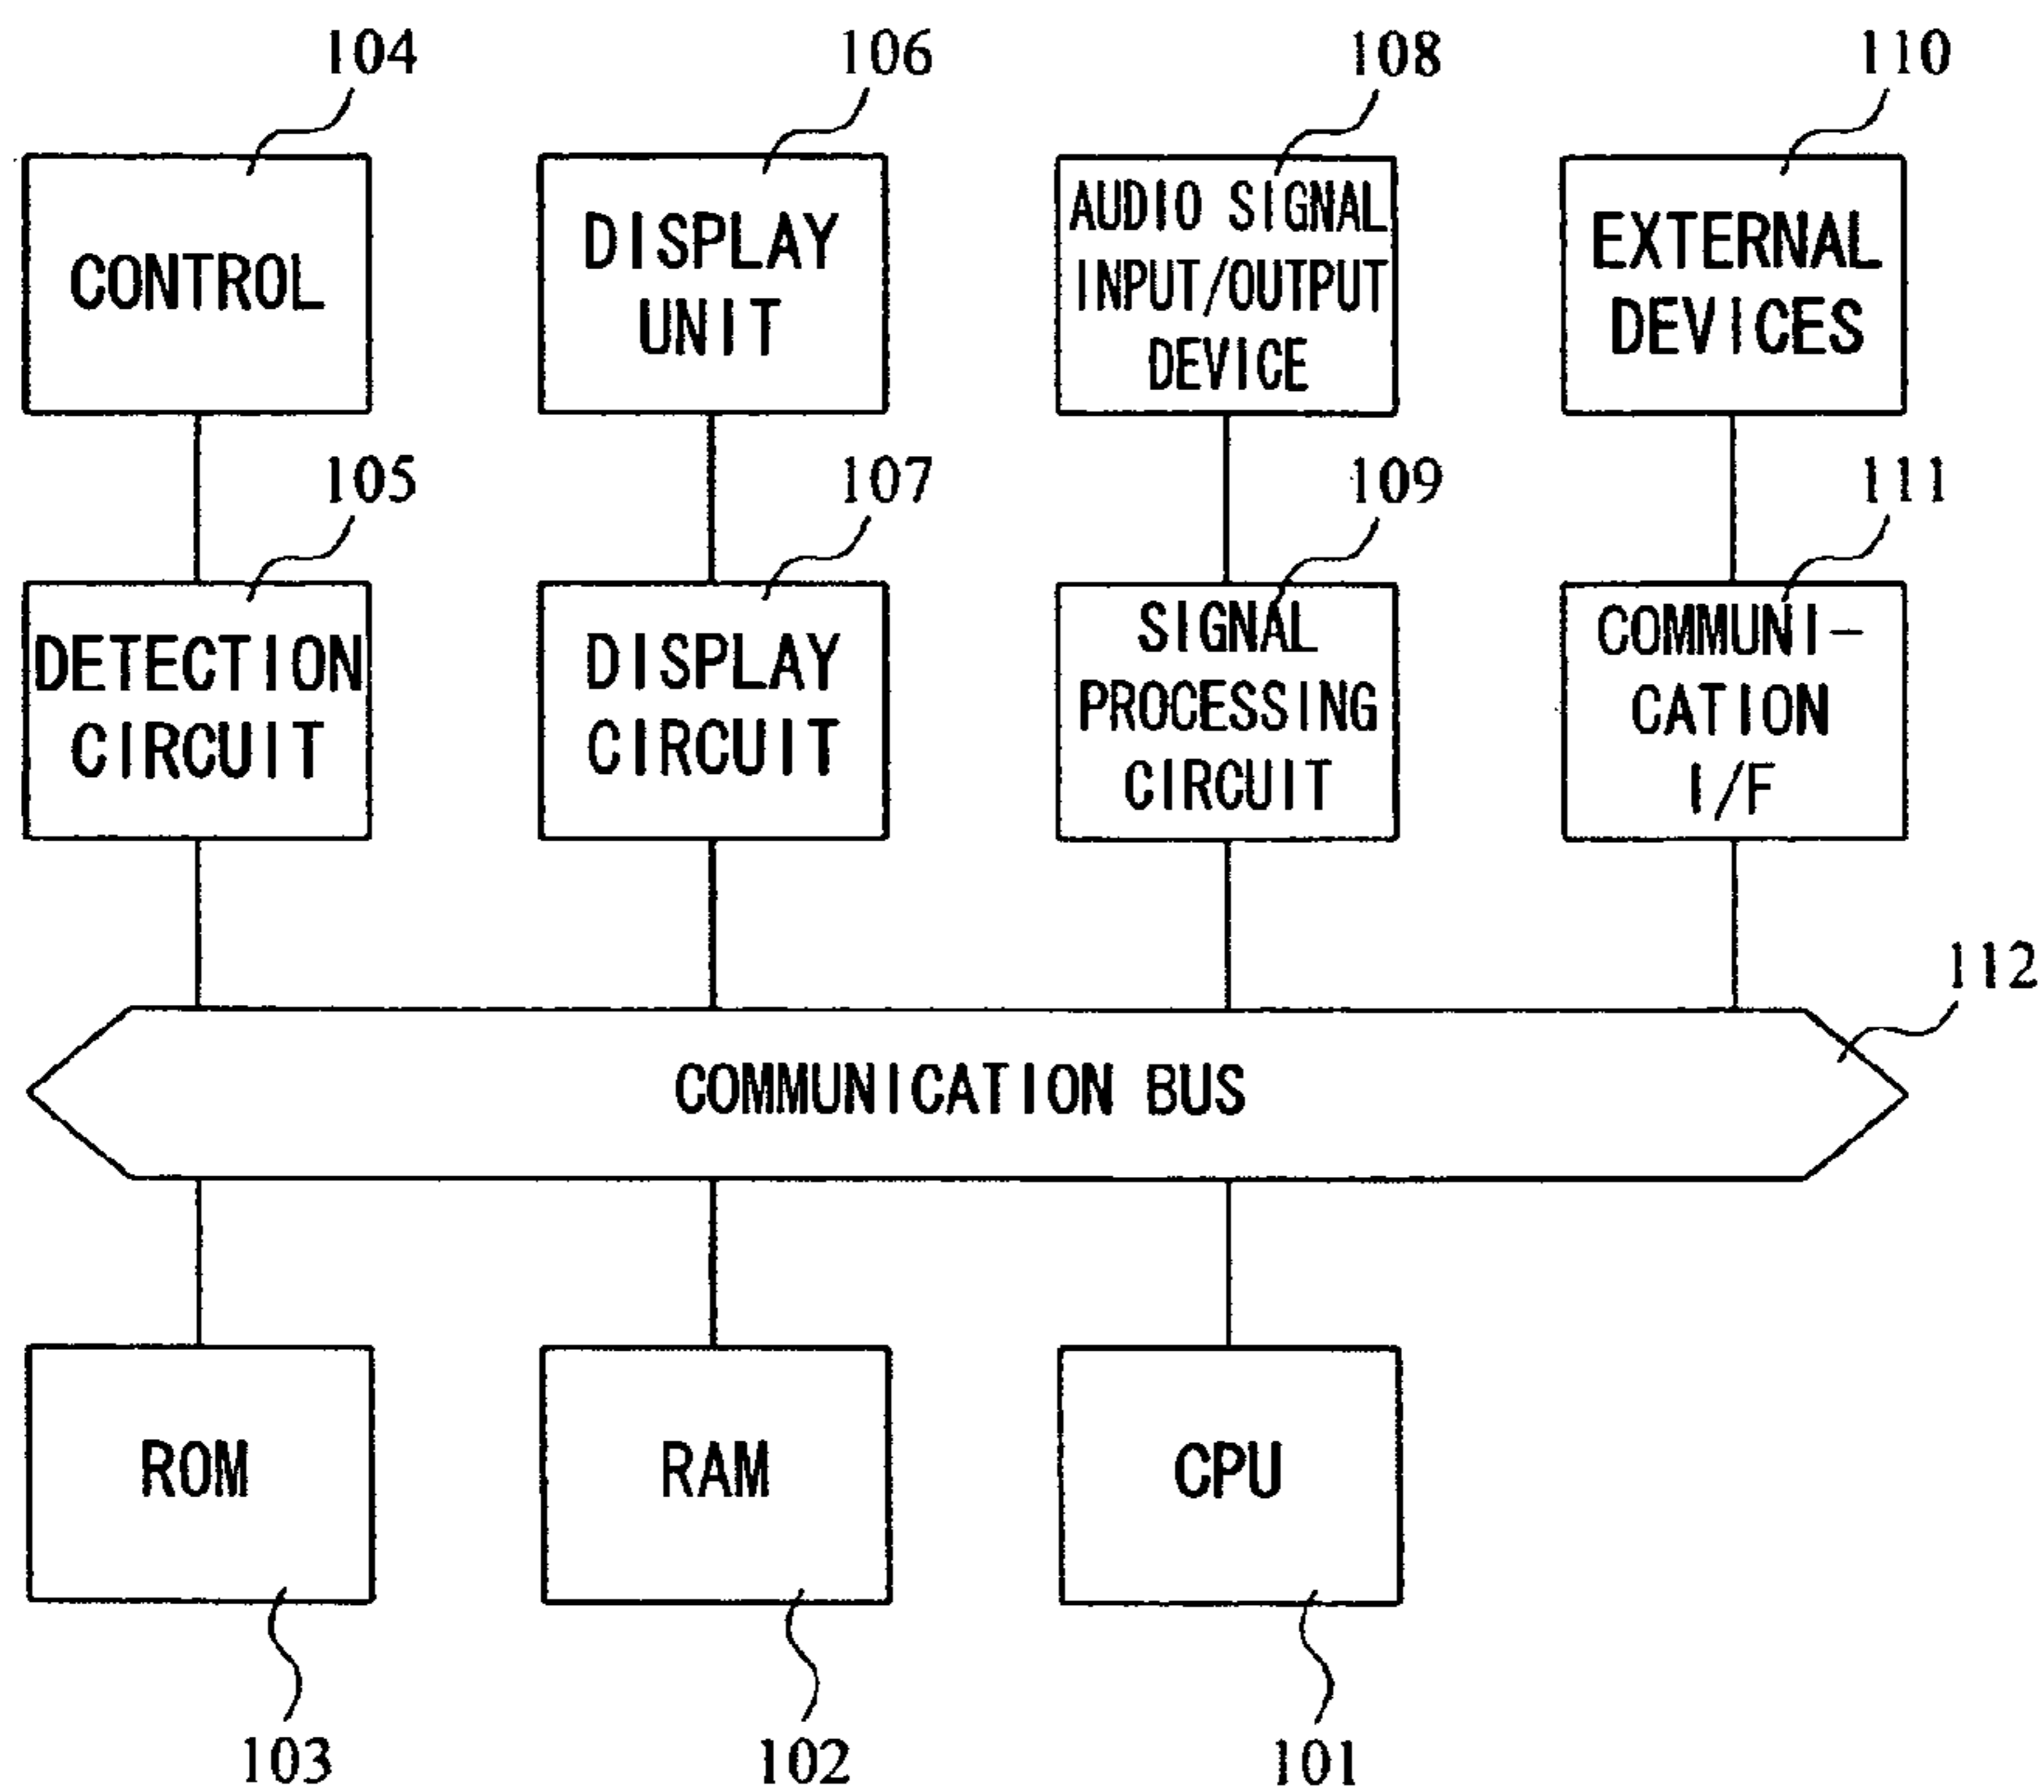 104
106
108
110
CONTROL
DISPLAY
UNIT
AUDIO SIGNAL
INPUT/OUTPUT
DEVICE
EXTERNAL
DEVICES
105
107
109
111
DETECTION
CIRCUIT
DISPLAY
CIRCUIT
SIGNAL
PROCESSING
CIRCUIT
COMMUNI-
CATION
I/F
112
COMMUNICATION BUS
ROM
RAM
CPU
103
102
101